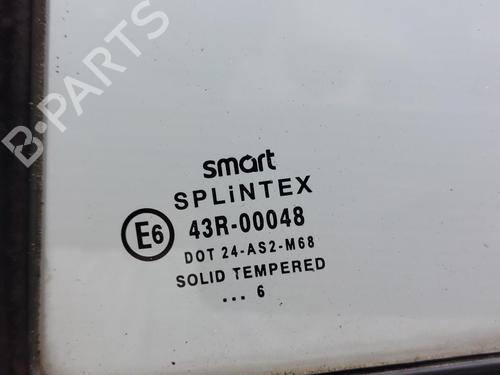 B-PARTS
smart
SPLiNTEX
E6 43R-00048
DOT 24-AS2-M68
SOLID TEMPERED
... 6